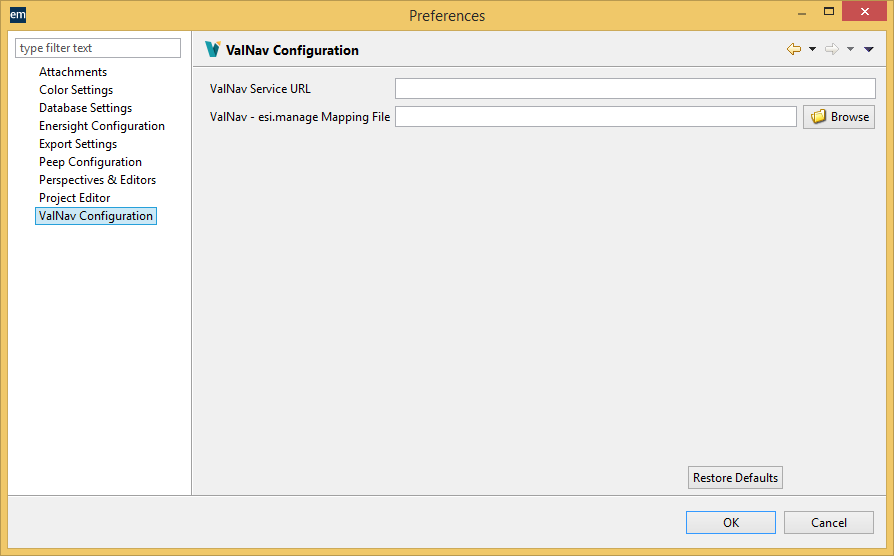 em
Preferences
type filter text
Attachments
Color Settings
Database Settings
Enersight Configuration
Export Settings
Peep Configuration
Perspectives & Editors
Project Editor
ValNav Configuration
ValNav Configuration
ValNav Service URL
ValNav - esi.manage Mapping File
Browse
Restore Defaults
OK
Cancel